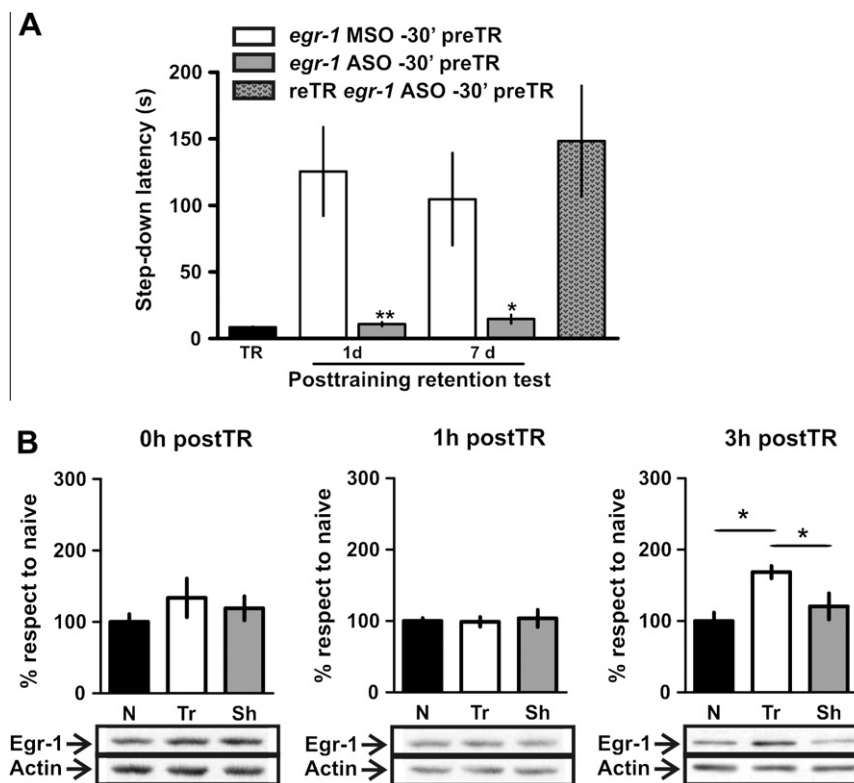 A
egr-1 MSO -30' preTR
egr-1 ASO -30' preTR
reTR egr-1 ASO -30' preTR
Step-down latency (s)
200
150
100
50
0
** *
TR 1d 7 d
Posttraining retention test
B
0h postTR 1h postTR 3h postTR
% respect to naive
300
200
100
0
N Tr Sh
Egr-1
Actin
% respect to naive
300
200
100
0
N Tr Sh
Egr-1
Actin
% respect to naive
300
200
100
0
* *
N Tr Sh
Egr-1
Actin